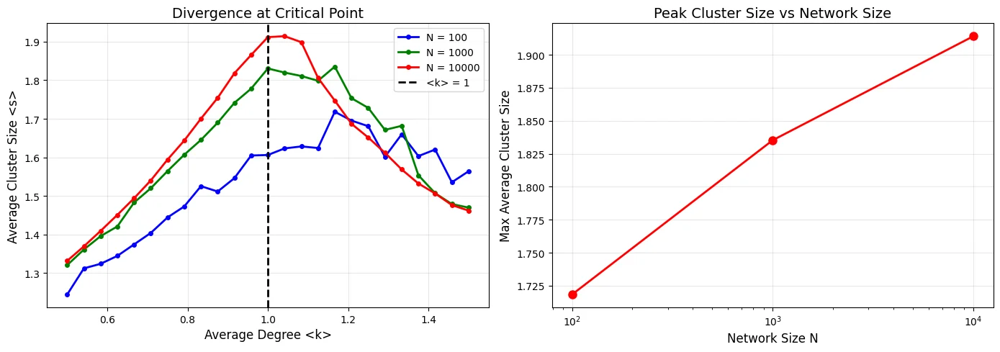 Divergence at Critical Point
Average Cluster Size <s>
1.9
1.8
1.7
1.6
1.5
1.4
1.3
0.6
0.8
1.0
1.2
1.4
Average Degree <k>
N = 100
N = 1000
N = 10000
<k> = 1
Peak Cluster Size vs Network Size
Max Average Cluster Size
1.900
1.875
1.850
1.825
1.800
1.775
1.750
1.725
10²
10³
10⁴
Network Size N